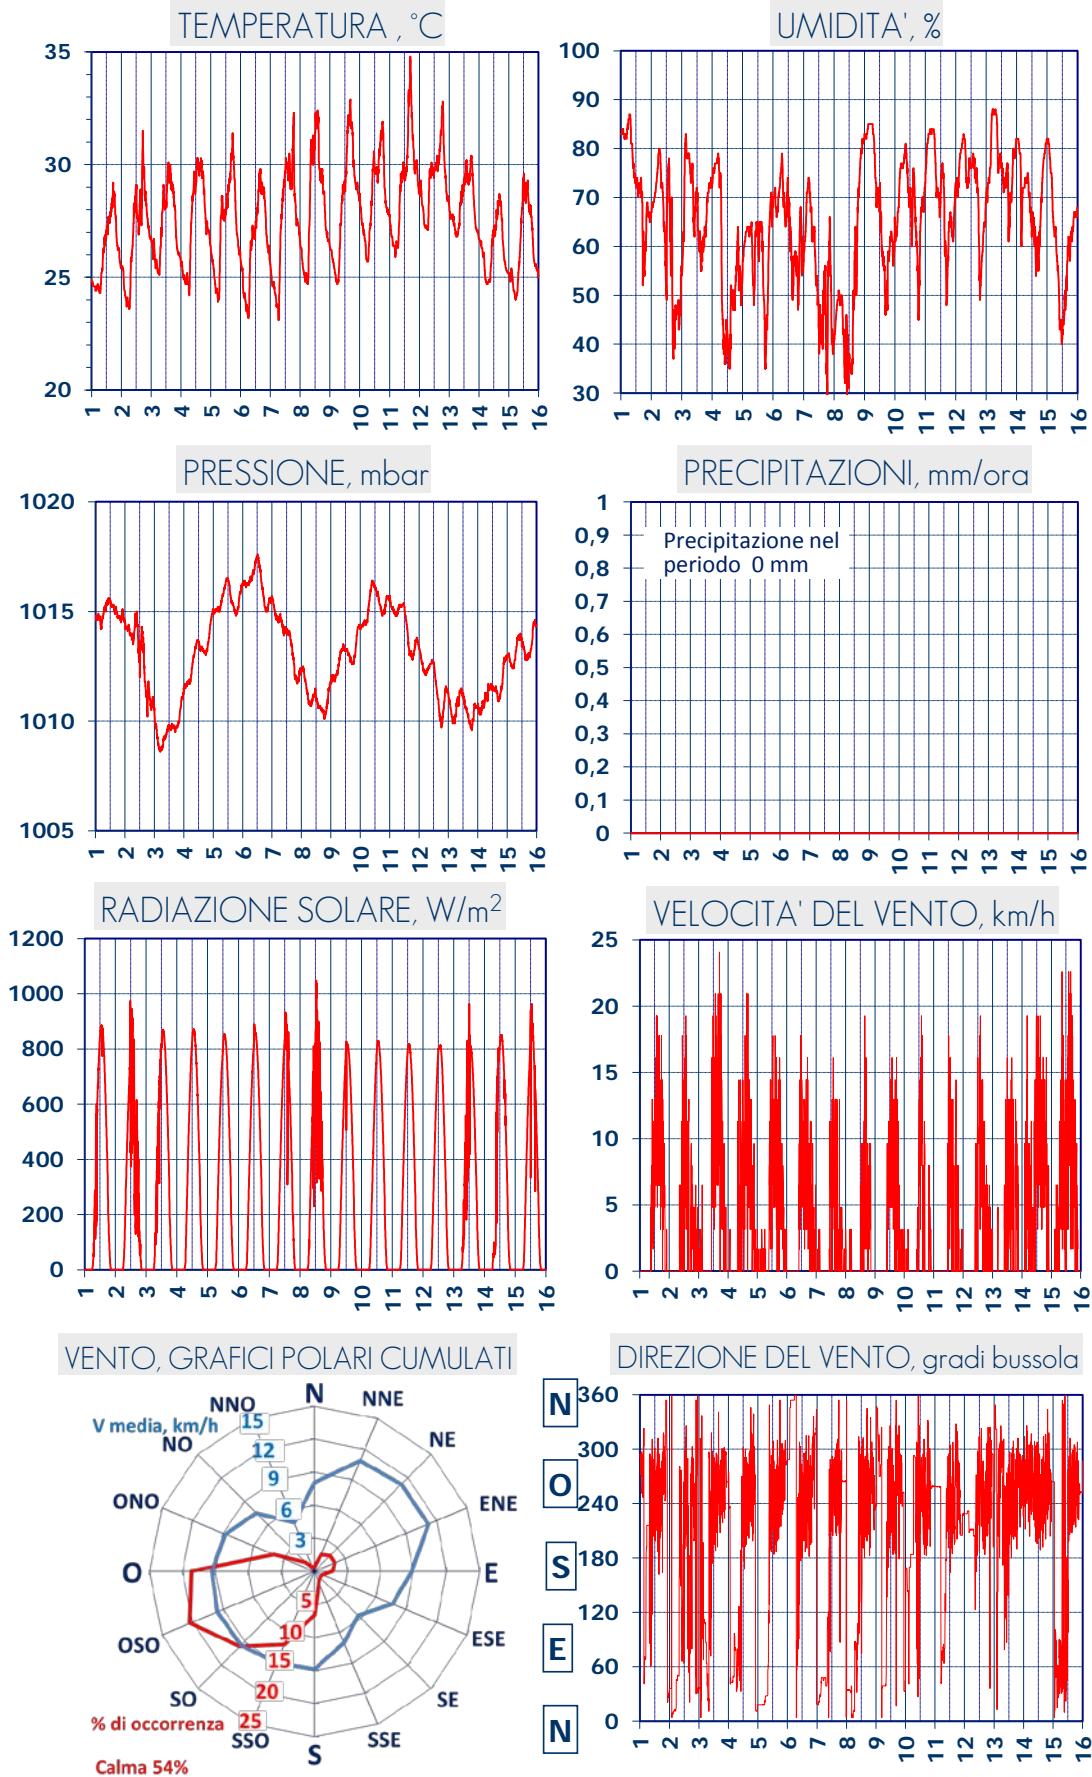 TEMPERATURA , °C
35
30
25
20
1 2 3 4 5 6 7 8 9 10 11 12 13 14 15 16
UMIDITA', %
100
90
80
70
60
50
40
30
1 2 3 4 5 6 7 8 9 10 11 12 13 14 15 16
PRESSIONE, mbar
1020
1015
1010
1005
1 2 3 4 5 6 7 8 9 10 11 12 13 14 15 16
PRECIPITAZIONI, mm/ora
1
0,9
0,8
0,7
0,6
0,5
0,4
0,3
0,2
0,1
0
Precipitazione nel
periodo 0 mm
1 2 3 4 5 6 7 8 9 10 11 12 13 14 15 16
RADIAZIONE SOLARE, W/m²
1200
1000
800
600
400
200
0
1 2 3 4 5 6 7 8 9 10 11 12 13 14 15 16
VELOCITA' DEL VENTO, km/h
25
20
15
10
5
0
1 2 3 4 5 6 7 8 9 10 11 12 13 14 15 16
VENTO, GRAFICI POLARI CUMULATI
V media, km/h
N
NNE
NE
ENE
E
ESE
SE
SSE
S
SSO
SO
OSO
O
ONO
NO
NNO
15
12
9
6
3
5
10
15
20
25
% di occorrenza
Calma 54%
DIREZIONE DEL VENTO, gradi bussola
N
O
S
E
N
360
300
240
180
120
60
0
1 2 3 4 5 6 7 8 9 10 11 12 13 14 15 16